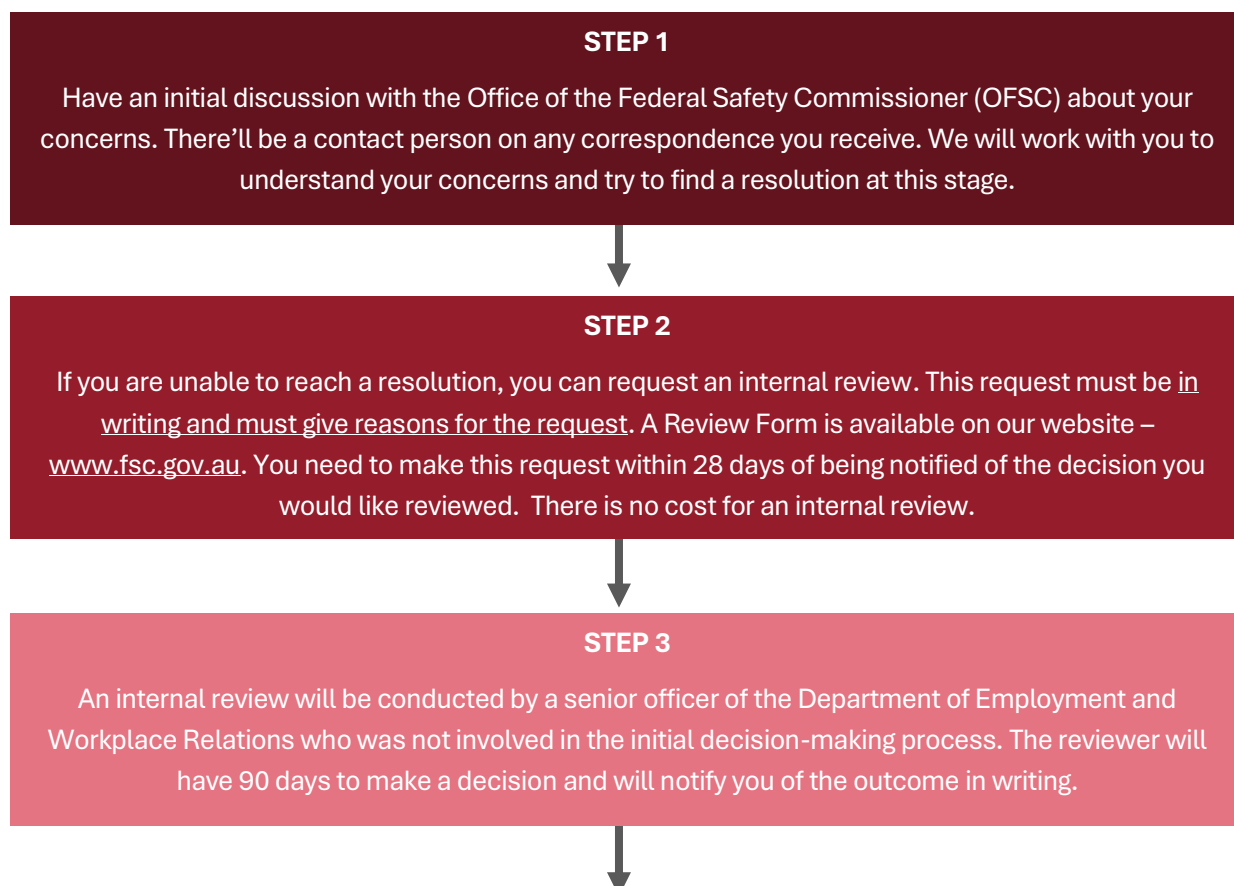 STEP 1
Have an initial discussion with the Office of the Federal Safety Commissioner (OFSC) about your
concerns. There’ll be a contact person on any correspondence you receive. We will work with you to
understand your concerns and try to find a resolution at this stage.
STEP 2
If you are unable to reach a resolution, you can request an internal review. This request must be in
writing and must give reasons for the request. A Review Form is available on our website –
www.fsc.gov.au. You need to make this request within 28 days of being notified of the decision you
would like reviewed.  There is no cost for an internal review.
STEP 3
An internal review will be conducted by a senior officer of the Department of Employment and
Workplace Relations who was not involved in the initial decision-making process. The reviewer will
have 90 days to make a decision and will notify you of the outcome in writing.